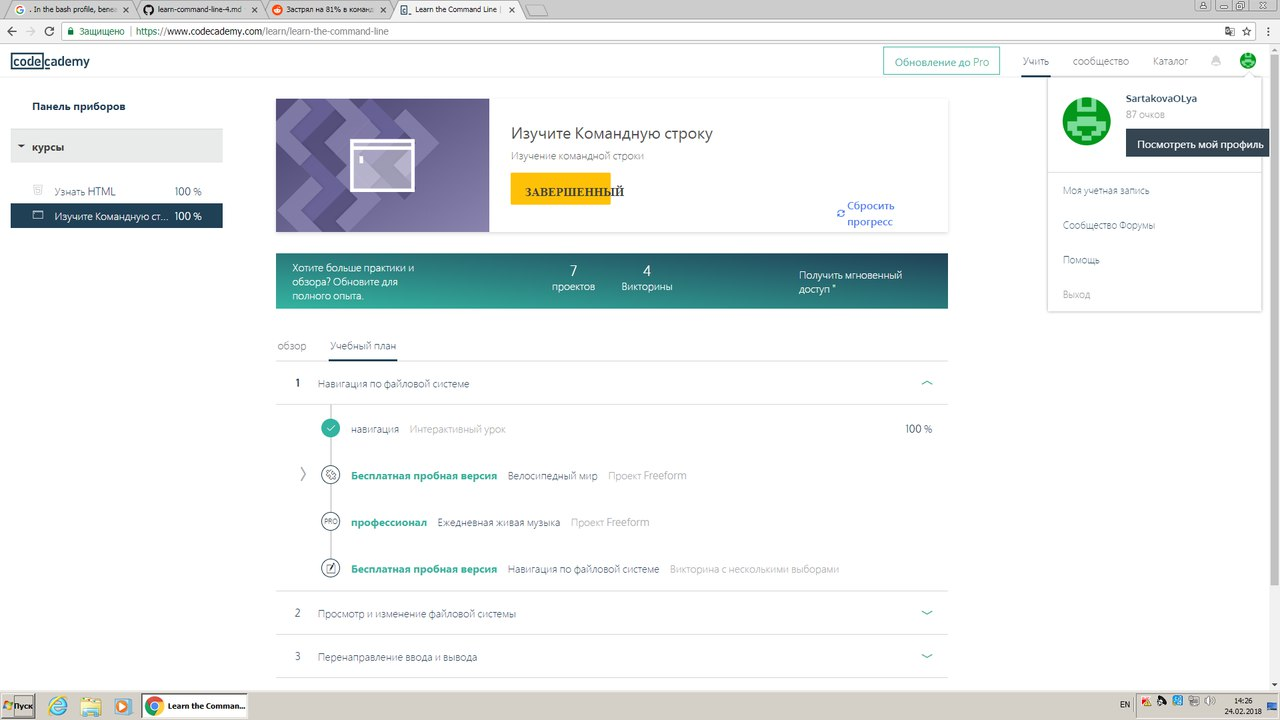 . In the bash profile, bene
learn-command-line-4.md
Застрял на 81% в коман
Learn the Command Line |
Защищено
https://www.codecademy.com/learn/learn-the-command-line
codecademy
Обновление до Pro
Учить
сообщество
Каталог
Панель приборов
курсы
Узнать HTML 100 %
Изучите Командную ст... 100 %
Изучите Командную строку
Изучение командной строки
ЗАВЕРШЕННЫЙ
Сбросить
прогресс
SartakovaOLya
87 очков
Посмотреть мой профиль
Моя учетная запись
Сообщество Форумы
Помощь
Выход
Хотите больше практики и
обзора? Обновите для
полного опыта.
7
проектов
4
Викторины
Получить мгновенный
доступ "
обзор
Учебный план
1 Навигация по файловой системе
навигация Интерактивный урок 100 %
Бесплатная пробная версия Велосипедный мир Проект Freeform
PRO профессионал Ежедневная живая музыка Проект Freeform
Бесплатная пробная версия Навигация по файловой системе Викторина с несколькими выборами
2 Просмотр и изменение файловой системы
3 Перенаправление ввода и вывода
Пуск
Learn the Comman...
EN
14:26
24.02.2018